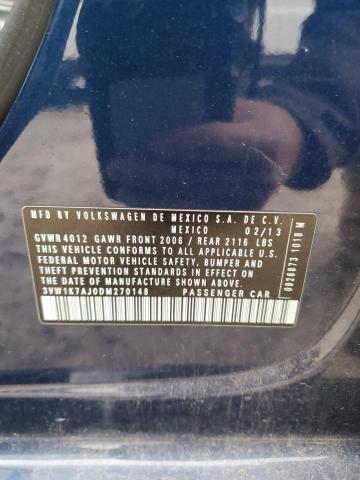 MFD BY VOLKSWAGEN DE MEXICO S.A. DE C.V.
MEXICO 02/13
GVWR 4012 GAWR FRONT 2006 / REAR 2116 LBS
THIS VEHICLE CONFORMS TO ALL APPLICABLE U.S.
FEDERAL MOTOR VEHICLE SAFETY, BUMPER AND
THEFT PREVENTION STANDARDS IN EFFECT ON
THE DATE OF MANUFACTURE SHOWN ABOVE.
3VW1K7AJ0DM270148 PASSENGER CAR
0026873 1018 M